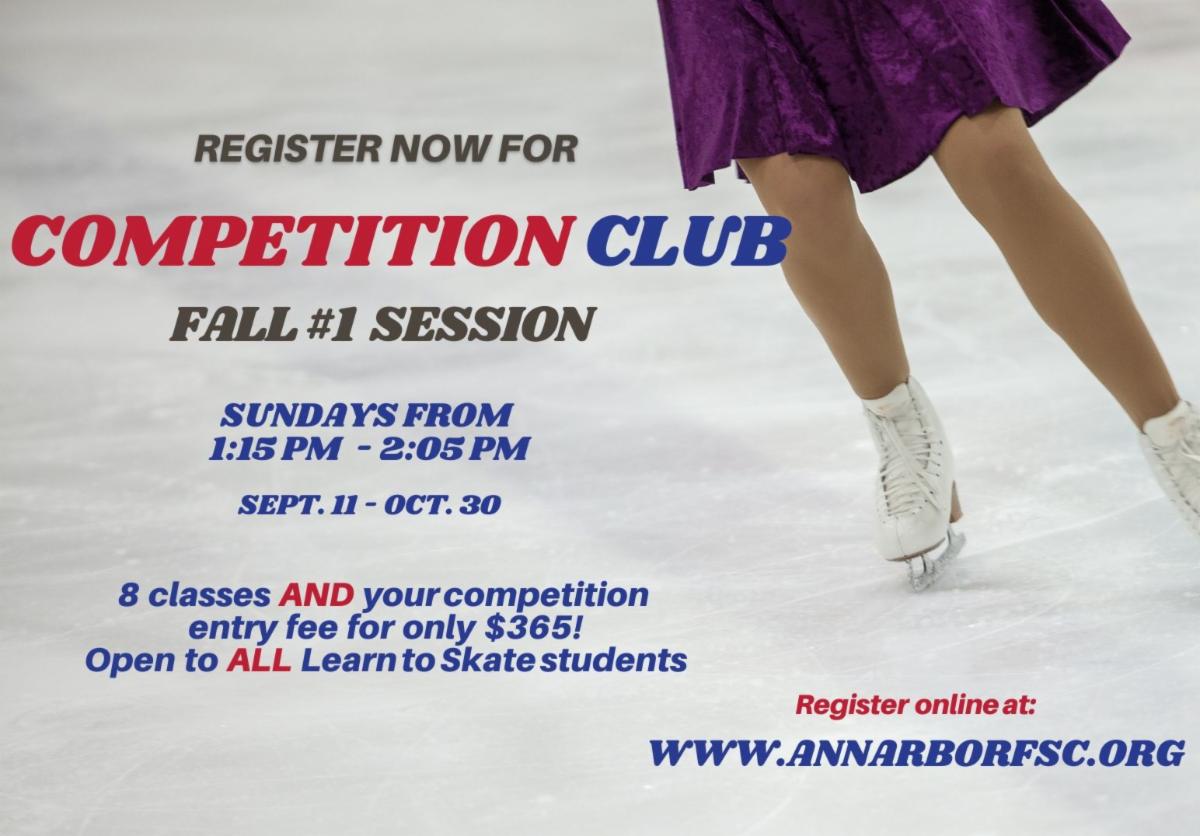 REGISTER NOW FOR
COMPETITION CLUB
FALL #1 SESSION
SUNDAYS FROM
1:15 PM - 2:05 PM
SEPT. 11 - OCT. 30
8 classes AND your competition
entry fee for only $365!
Open to ALL Learn to Skate students
Register online at:
WWW.ANNARBORFSC.ORG